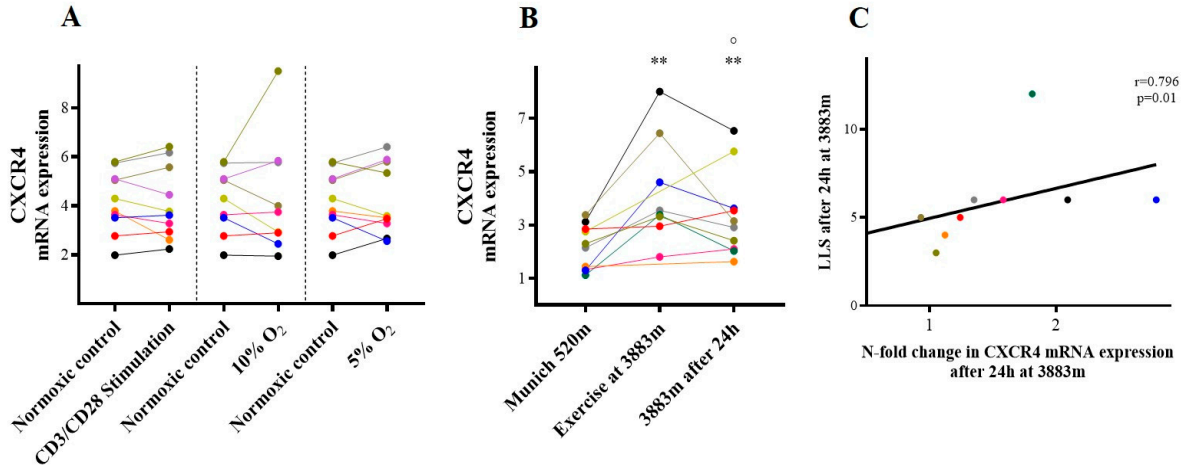 A
CXCR4
mRNA expression
8
6
4
2
Normoxic control
CD3/CD28 Stimulation
Normoxic control
10% O₂
Normoxic control
5% O₂
B
CXCR4
mRNA expression
7
5
3
1
**
○
**
Munich 520m
Exercise at 3883m
3883m after 24h
C
r=0.796
p=0.01
LLS after 24h at 3883m
10
5
0
1
2
N-fold change in CXCR4 mRNA expression
after 24h at 3883m